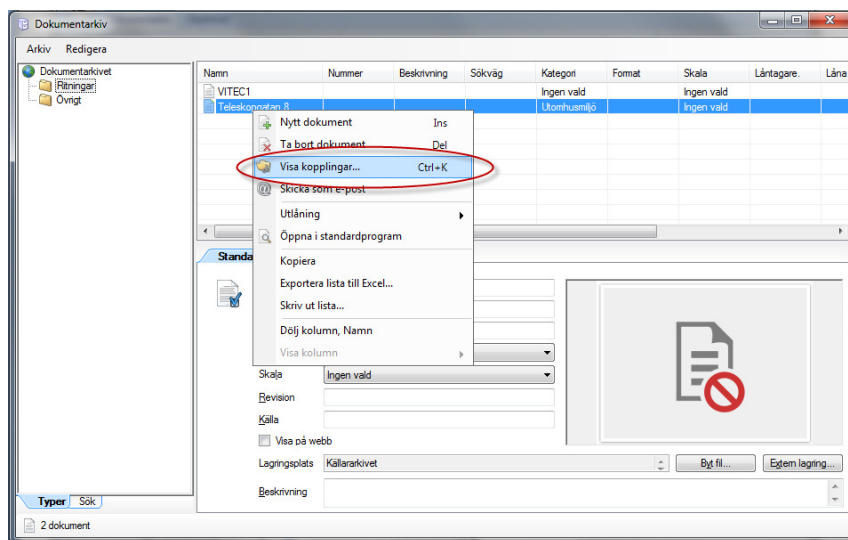 Dokumentarkiv
Arkiv Redigera
Dokumentarkivet
Ritningar
Övrigt
Namn Nummer Beskrivning Sökväg Kategori Format Skala Låntagare. Låna
VITEC1 Ingen vald Ingen vald
Teleskopgatan 8 Utomhusmiljö Ingen vald
Nytt dokument Ins
Ta bort dokument Del
Visa kopplingar... Ctrl+K
Skicka som e-post
Utlåning
Öppna i standardprogram
Kopiera
Exportera lista till Excel...
Skriv ut lista...
Dölj kolumn, Namn
Visa kolumn
Standa
Skala Ingen vald
Revision
Källa
Visa på webb
Lagringsplats Källararkivet Byt fil... Extern lagring...
Beskrivning
Typer Sök
2 dokument